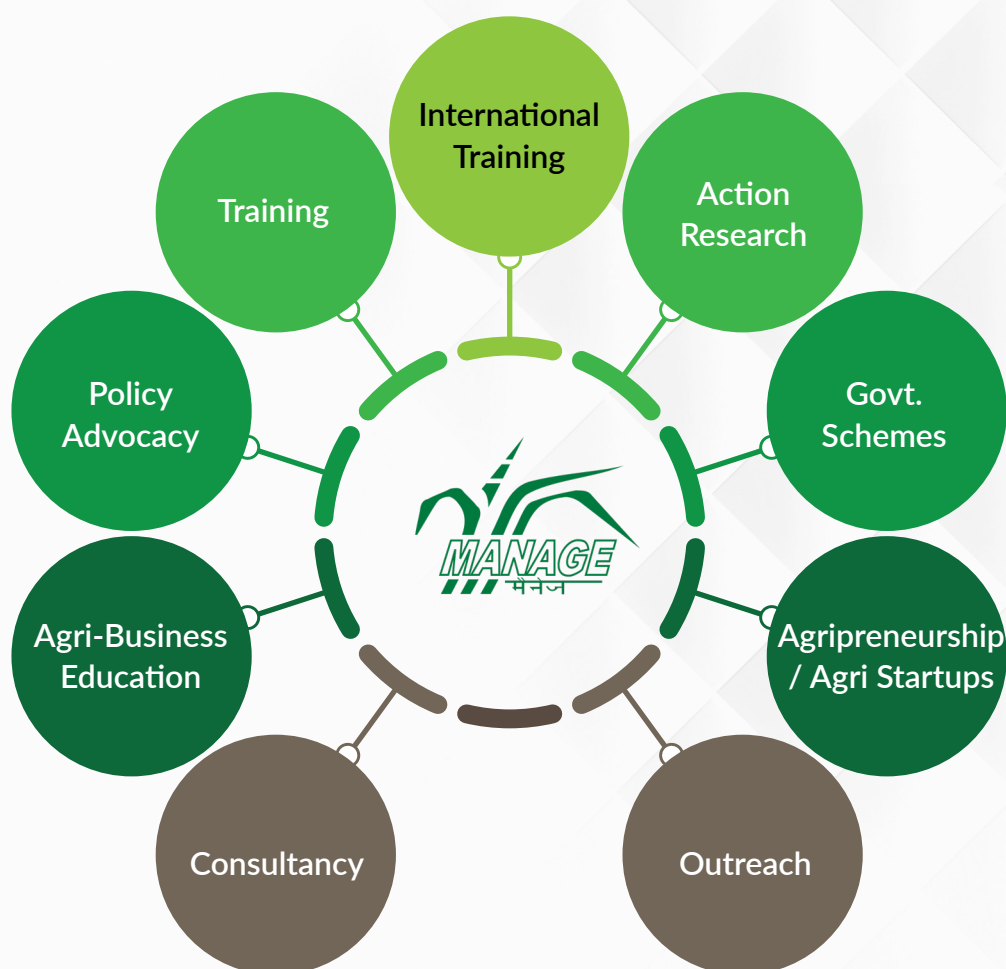 International
Training
Action
Research
Govt.
Schemes
Agripreneurship
/ Agri Startups
Outreach
Consultancy
Agri-Business
Education
Policy
Advocacy
Training
MANAGE
मैनेज